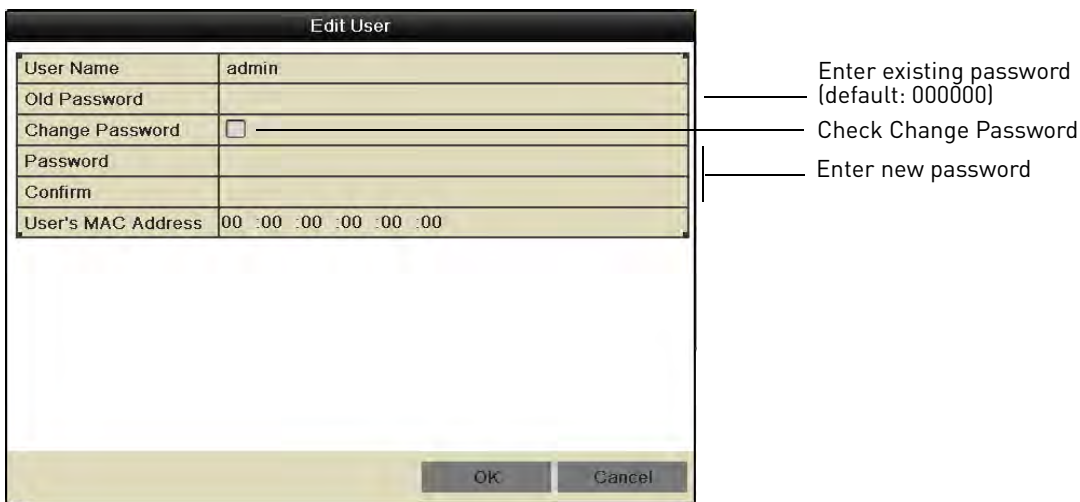 Edit User
User Name admin
Old Password
Change Password
Password
Confirm
User's MAC Address 00 :00 :00 :00 :00 :00
OK Cancel
Enter existing password
(default: 000000)
Check Change Password
Enter new password